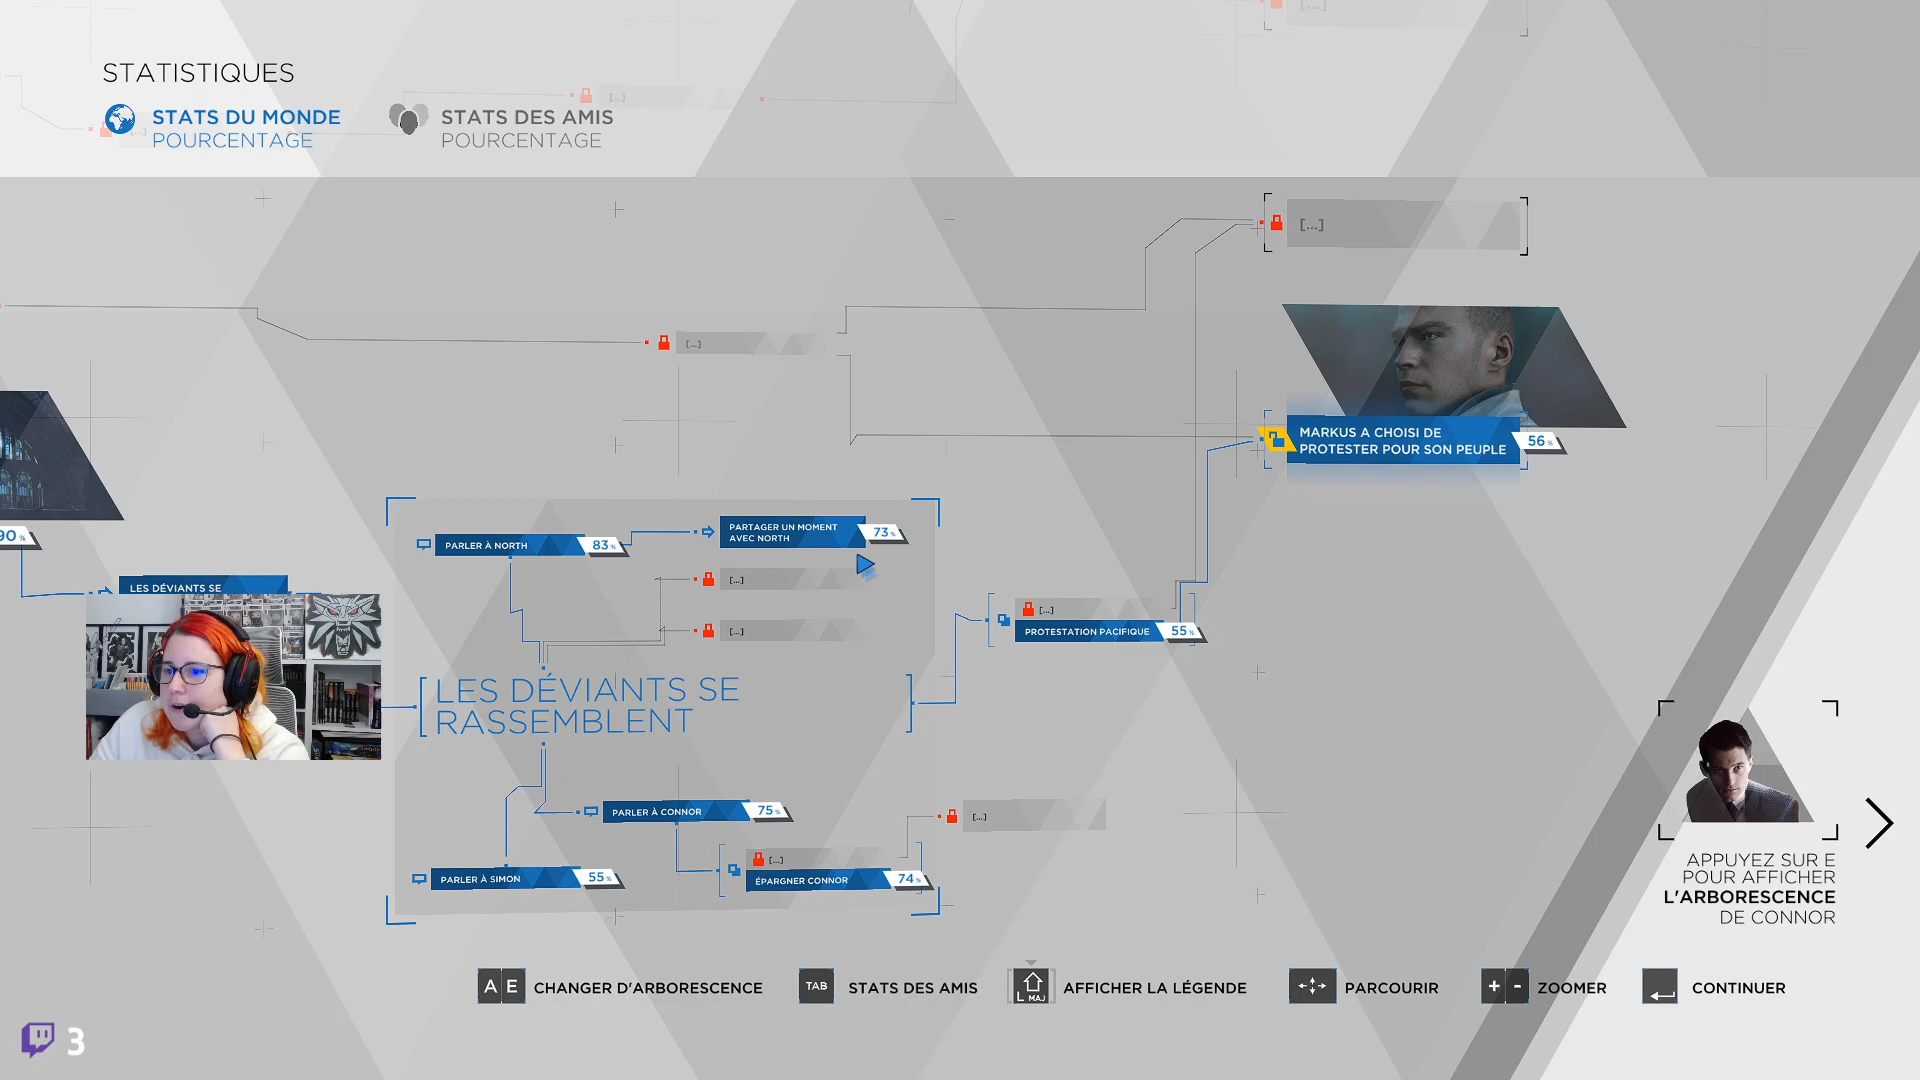 STATISTIQUES
STATS DU MONDE
POURCENTAGE
STATS DES AMIS
POURCENTAGE
[...]
[...]
[...]
[...]
MARKUS A CHOISI DE
PROTESTER POUR SON PEUPLE
56 %
90 %
PARLER À NORTH
83 %
PARTAGER UN MOMENT
AVEC NORTH
73 %
[...]
[...]
LES DÉVIANTS SE
[...]
PROTESTATION PACIFIQUE
55 %
LES DÉVIANTS SE
RASSEMBLENT
PARLER À CONNOR
75 %
[...]
[...]
ÉPARGNER CONNOR
74 %
PARLER À SIMON
55 %
APPUYEZ SUR E
POUR AFFICHER
L'ARBORESCENCE
DE CONNOR
A E
CHANGER D'ARBORESCENCE
TAB
STATS DES AMIS
L MAJ
AFFICHER LA LÉGENDE
PARCOURIR
+ -
ZOOMER
CONTINUER
3